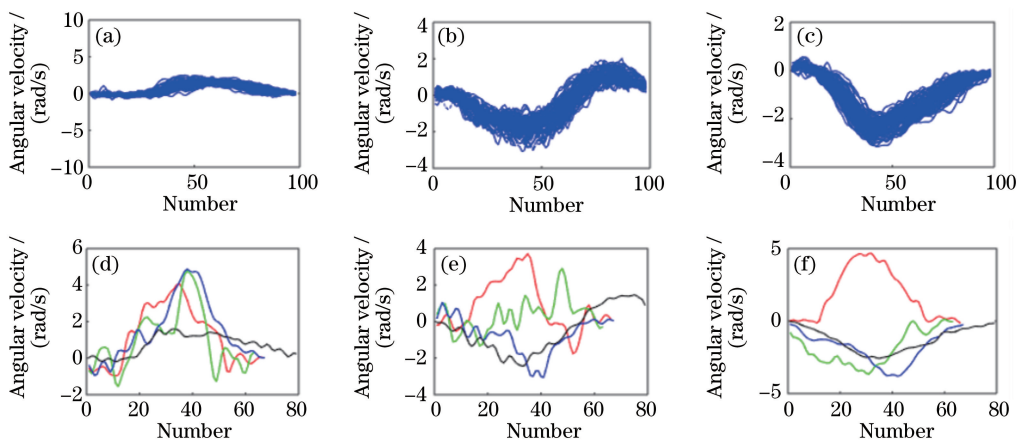 (a)
Angular velocity /
(rad/s)
10
5
0
−5
−10
0 50 100
Number
(b)
Angular velocity /
(rad/s)
4
2
0
−2
−4
0 50 100
Number
(c)
Angular velocity /
(rad/s)
2
0
−2
−4
0 50 100
Number
(d)
Angular velocity /
(rad/s)
6
4
2
0
−2
0 20 40 60 80
Number
(e)
Angular velocity /
(rad/s)
4
2
0
−2
−4
0 20 40 60 80
Number
(f)
Angular velocity /
(rad/s)
5
0
−5
0 20 40 60 80
Number